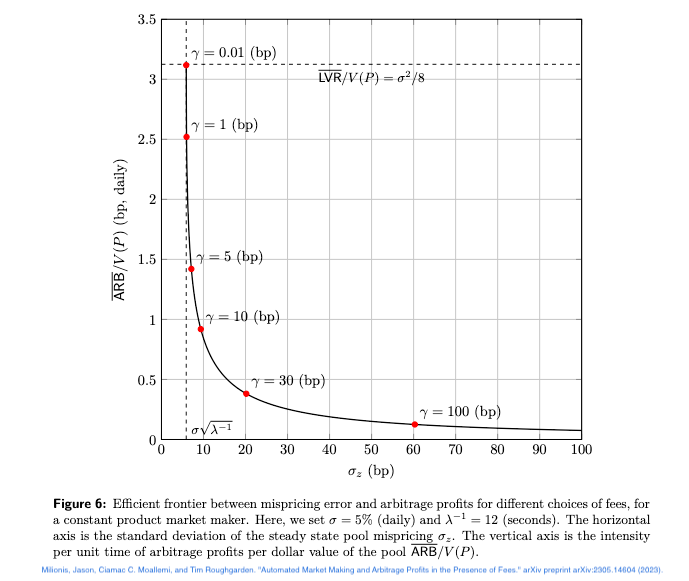 3.5
3
2.5
2
1.5
1
0.5
0
γ = 0.01 (bp)
L̅V̅R̅/V(P) = σ²/8
γ = 1 (bp)
γ = 5 (bp)
γ = 10 (bp)
γ = 30 (bp)
γ = 100 (bp)
σ√λ⁻¹
0 10 20 30 40 50 60 70 80 90 100
σ_z (bp)
A̅R̅B̅/V(P) (bp, daily)
Figure 6: Efficient frontier between mispricing error and arbitrage profits for different choices of fees, for
a constant product market maker. Here, we set σ = 5% (daily) and λ⁻¹ = 12 (seconds). The horizontal
axis is the standard deviation of the steady state pool mispricing σ_z. The vertical axis is the intensity
per unit time of arbitrage profits per dollar value of the pool A̅R̅B̅/V(P).
Milionis, Jason, Ciamac C. Moallemi, and Tim Roughgarden. "Automated Market Making and Arbitrage Profits in the Presence of Fees." arXiv preprint arXiv:2305.14604 (2023).